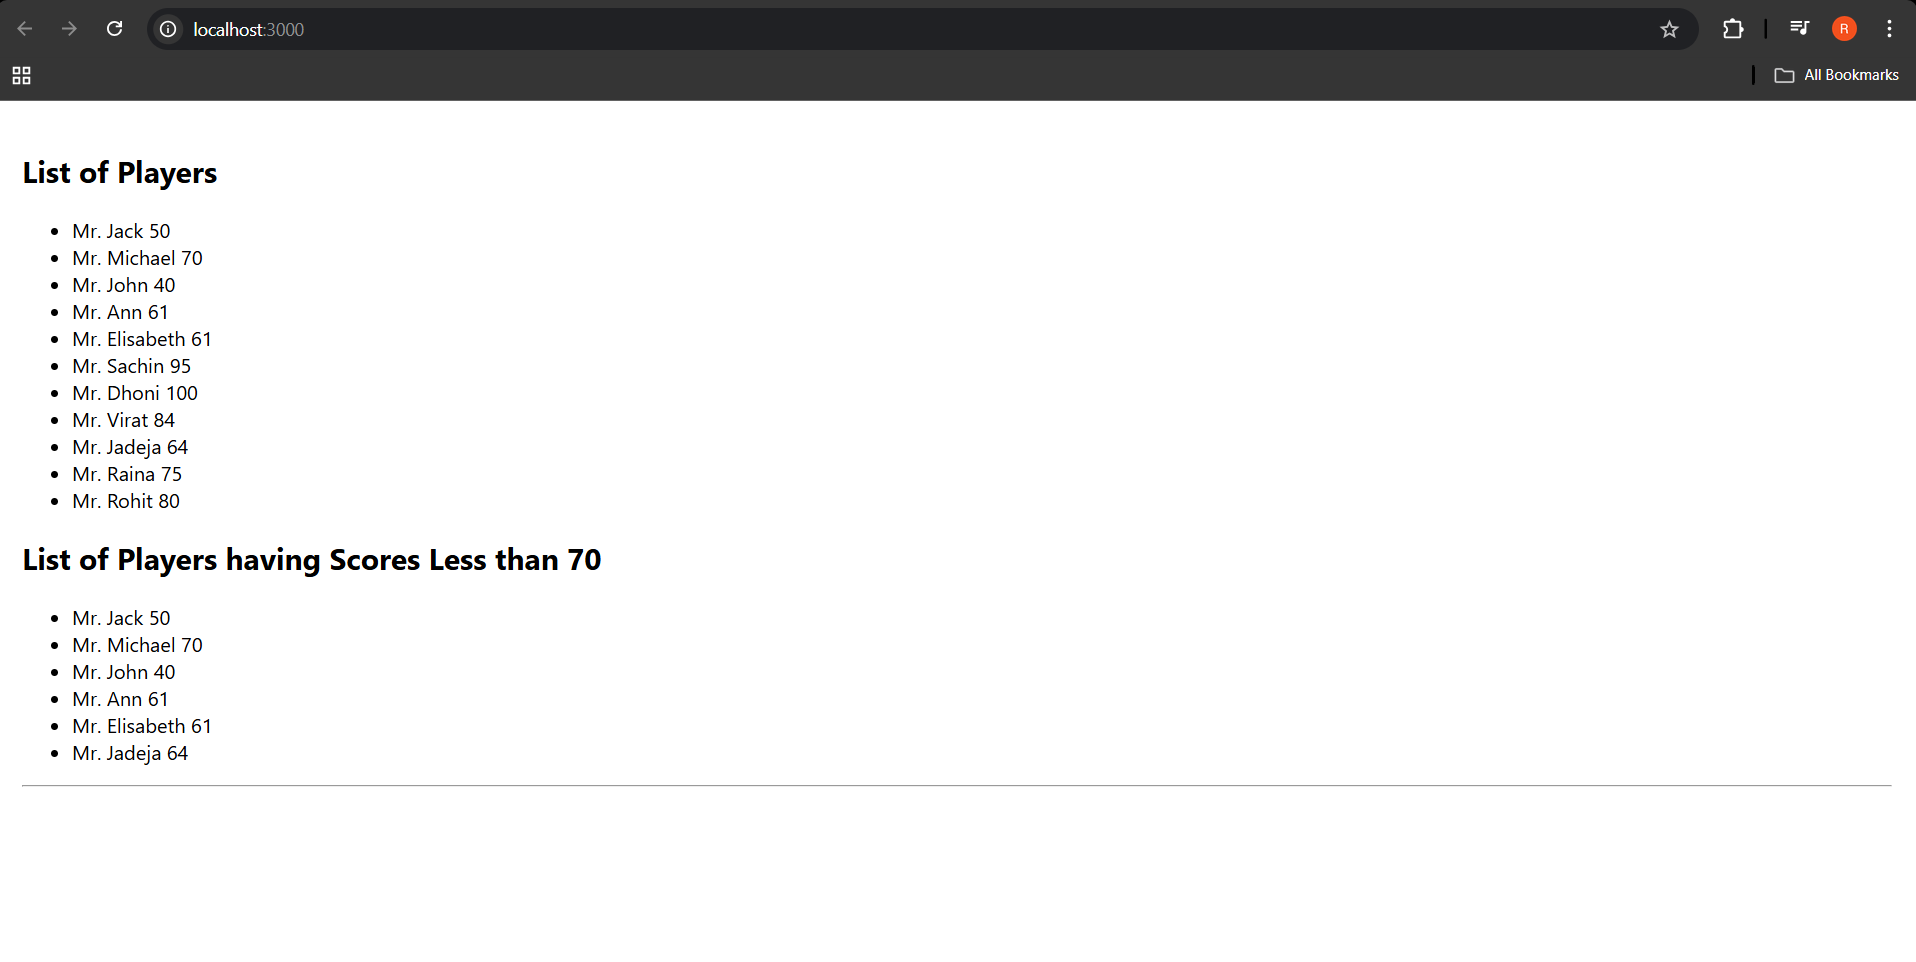 localhost:3000
R
All Bookmarks
List of Players
Mr. Jack 50
Mr. Michael 70
Mr. John 40
Mr. Ann 61
Mr. Elisabeth 61
Mr. Sachin 95
Mr. Dhoni 100
Mr. Virat 84
Mr. Jadeja 64
Mr. Raina 75
Mr. Rohit 80
List of Players having Scores Less than 70
Mr. Jack 50
Mr. Michael 70
Mr. John 40
Mr. Ann 61
Mr. Elisabeth 61
Mr. Jadeja 64